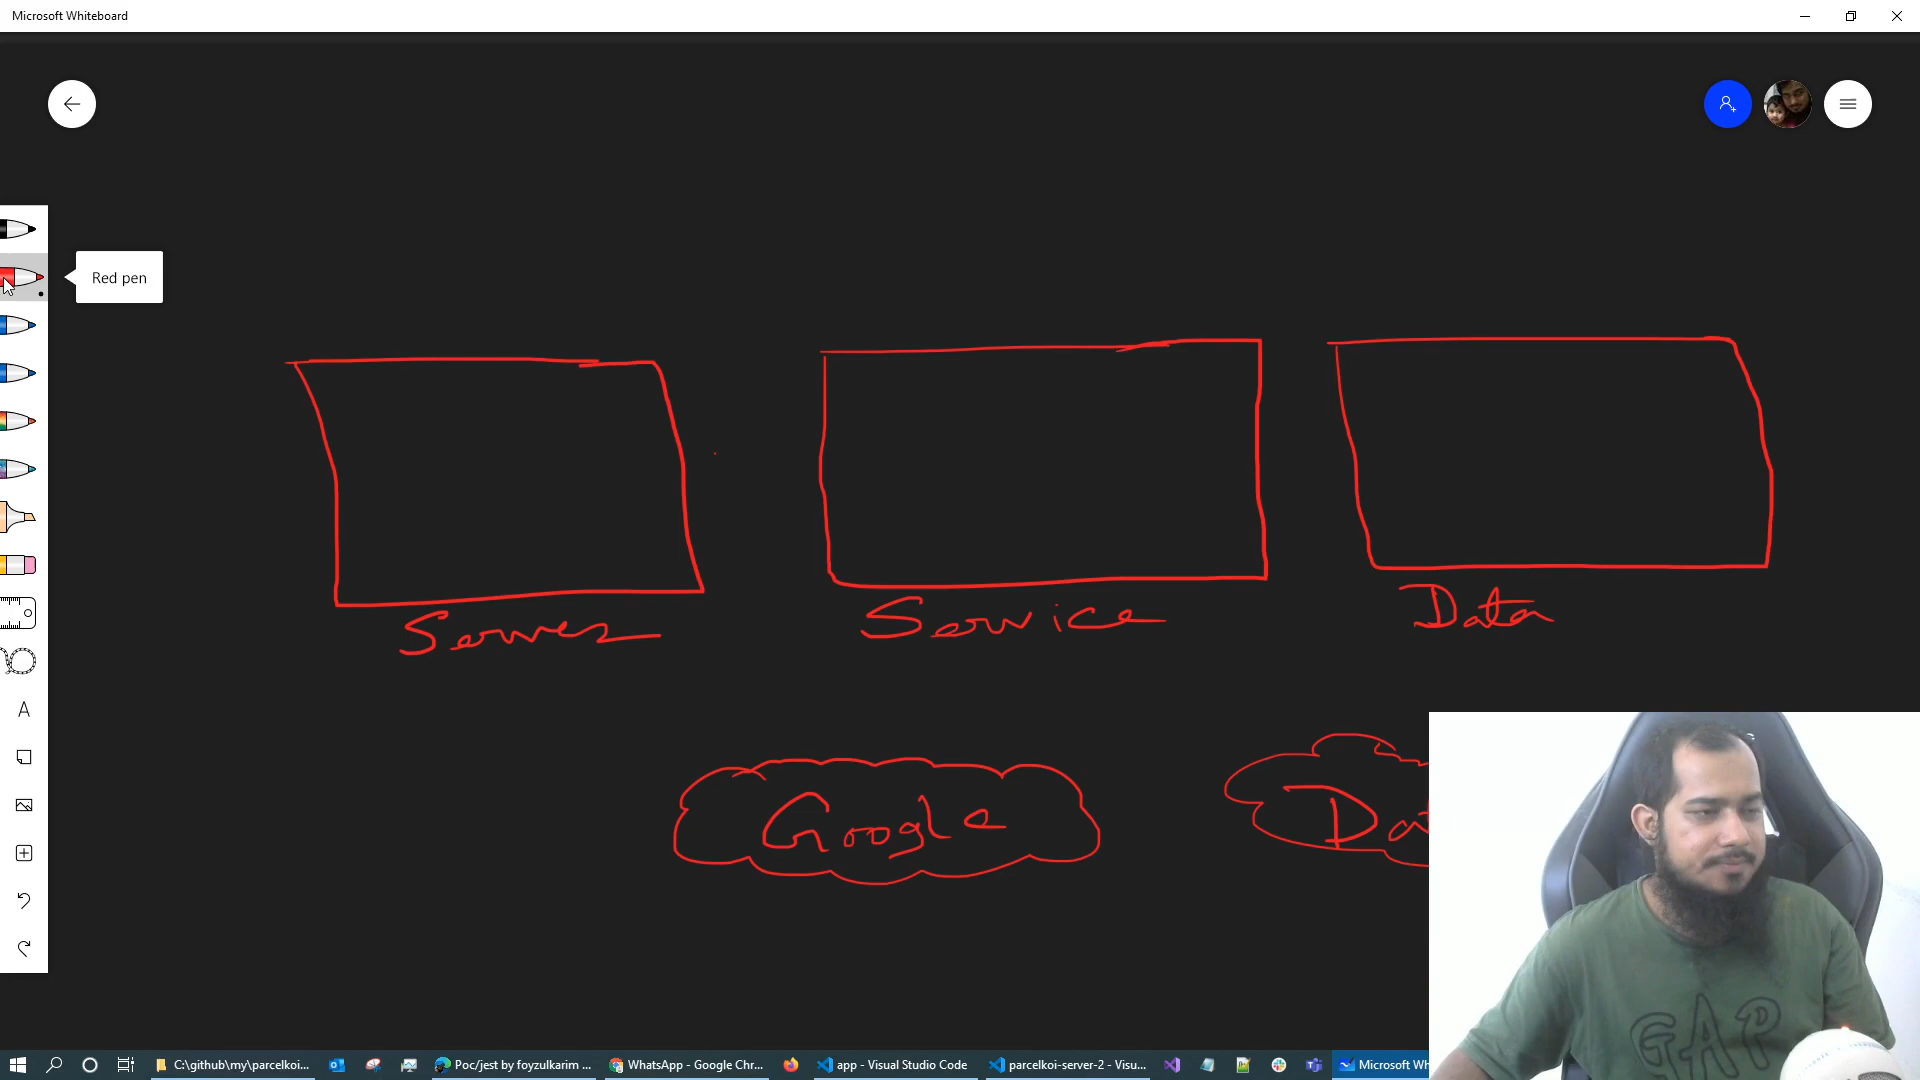 Microsoft Whiteboard
Red pen
Server
Service
Data
Google
GAP
A
C:\github\my\parcelkoi...
Poc/jest by foyzulkarim ...
WhatsApp - Google Chr...
app - Visual Studio Code
parcelkoi-server-2 - Visu...
Microsoft Wh